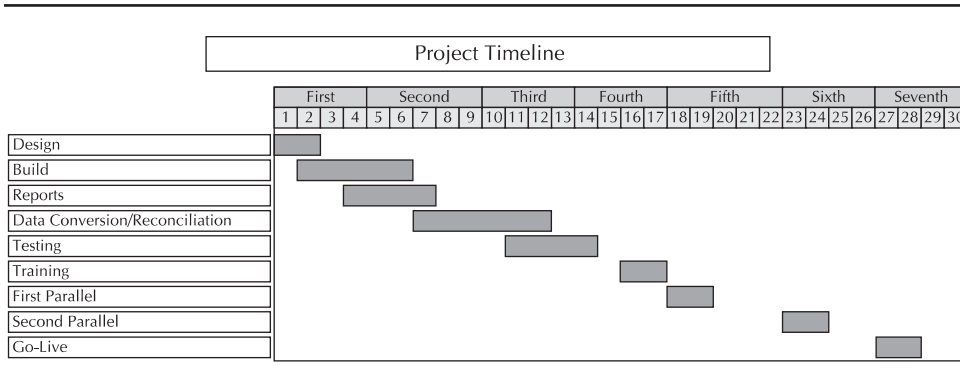 Project Timeline
First Second Third Fourth Fifth Sixth Seventh
1 2 3 4 5 6 7 8 9 10 11 12 13 14 15 16 17 18 19 20 21 22 23 24 25 26 27 28 29 30
Design
Build
Reports
Data Conversion/Reconciliation
Testing
Training
First Parallel
Second Parallel
Go-Live